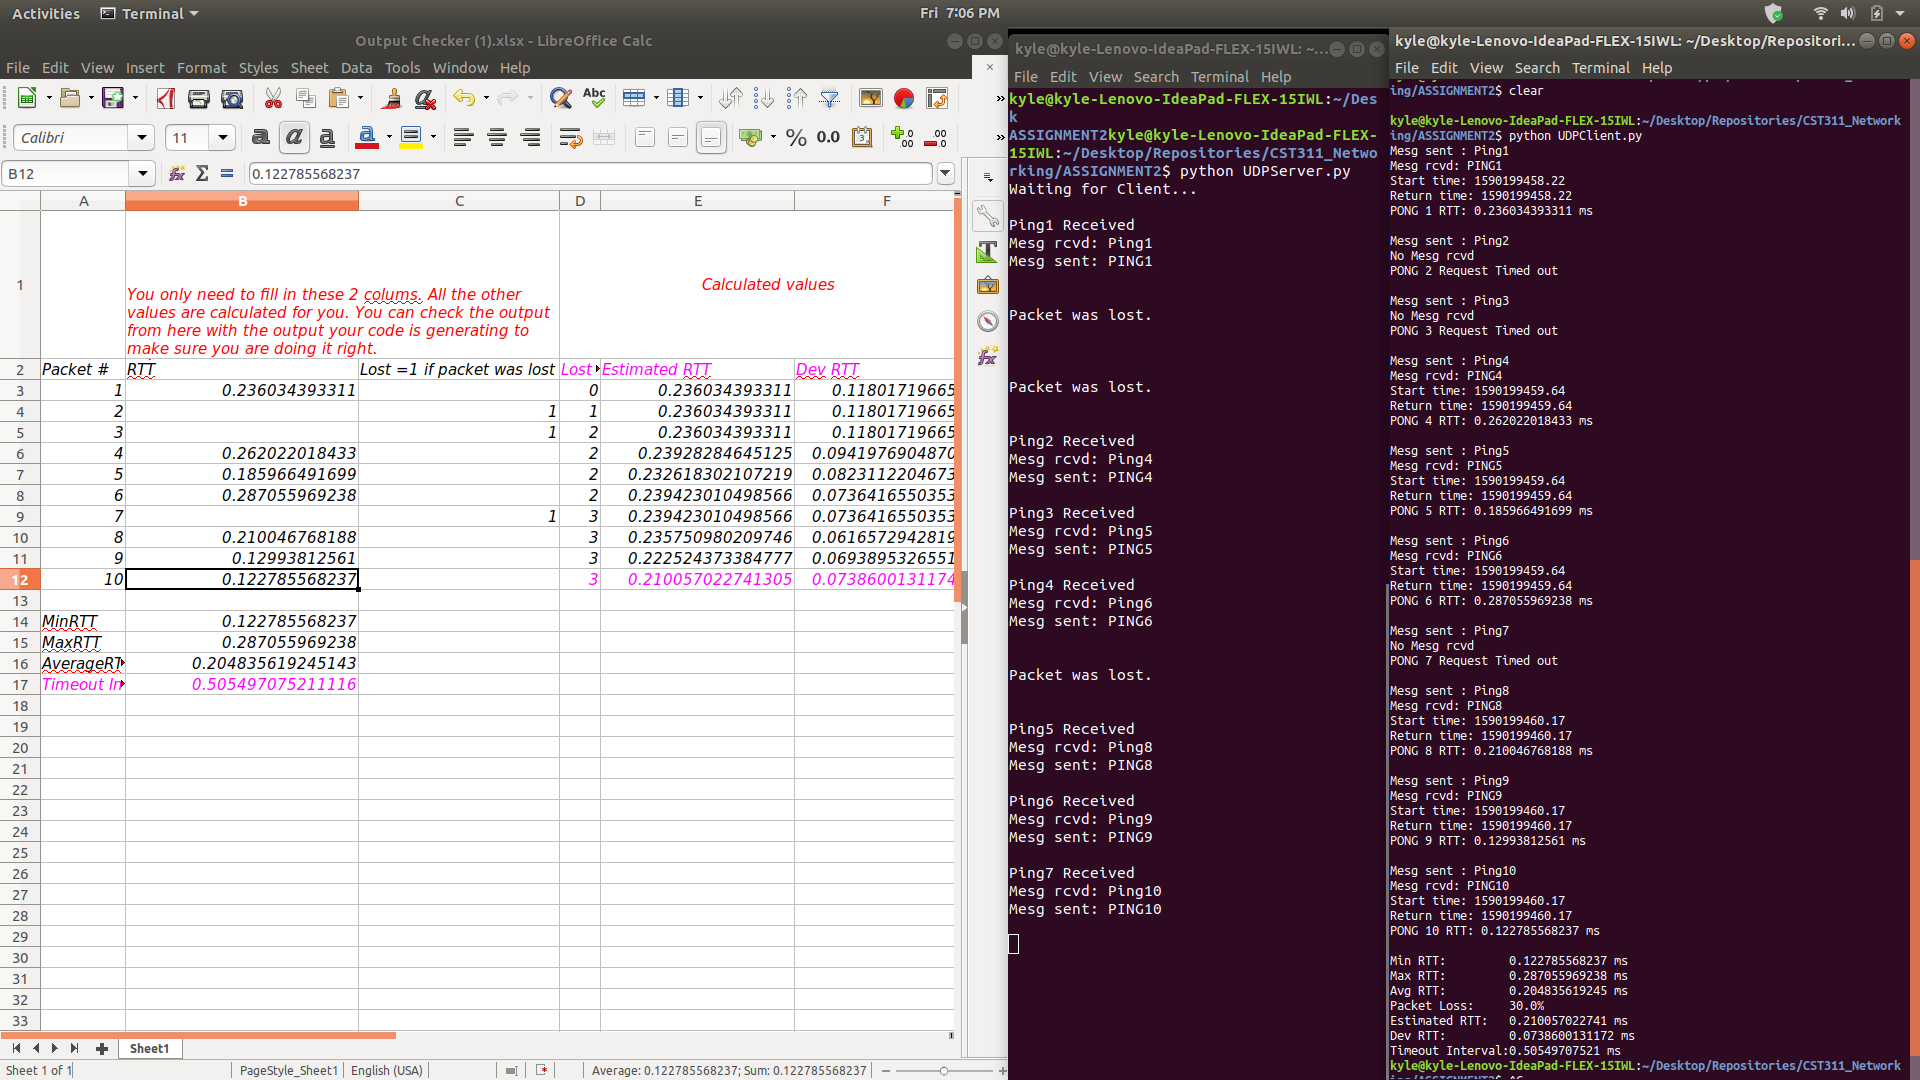 Activities Terminal Fri 7:06 PM
Output Checker (1).xlsx - LibreOffice Calc
File Edit View Insert Format Styles Sheet Data Tools Window Help
Calibri 11
B12 0.122785568237
A B C D E F
1 You only need to fill in these 2 colums. All the other
values are calculated for you. You can check the output
from here with the output your code is generating to
make sure you are doing it right.
Calculated values
2 Packet # RTT Lost =1 if packet was lost Lost Estimated RTT Dev RTT
3 1 0.236034393311 0 0.236034393311 0.11801719665
4 2 1 1 0.236034393311 0.11801719665
5 3 1 2 0.236034393311 0.11801719665
6 4 0.262022018433 2 0.23928284645125 0.0941976904870
7 5 0.185966491699 2 0.232618302107219 0.0823112204673
8 6 0.287055969238 2 0.239423010498566 0.0736416550353
9 7 1 3 0.239423010498566 0.0736416550353
10 8 0.210046768188 3 0.235750980209746 0.0616572942819
11 9 0.12993812561 3 0.222524373384777 0.0693895326551
12 10 0.122785568237 3 0.210057022741305 0.0738600131174
13
14 MinRTT 0.122785568237
15 MaxRTT 0.287055969238
16 AverageRT 0.204835619245143
17 Timeout In 0.505497075211116
18
19
20
21
22
23
24
25
26
27
28
29
30
31
32
33
Sheet1
Sheet 1 of 1 PageStyle_Sheet1 English (USA) Average: 0.122785568237; Sum: 0.122785568237
kyle@kyle-Lenovo-IdeaPad-FLEX-15IWL: ~/...
File Edit View Search Terminal Help
kyle@kyle-Lenovo-IdeaPad-FLEX-15IWL:~/Des
k
ASSIGNMENT2kyle@kyle-Lenovo-IdeaPad-FLEX-
15IWL:~/Desktop/Repositories/CST311_Netwo
rking/ASSIGNMENT2$ python UDPServer.py
Waiting for Client...
Ping1 Received
Mesg rcvd: Ping1
Mesg sent: PING1
Packet was lost.
Packet was lost.
Ping2 Received
Mesg rcvd: Ping4
Mesg sent: PING4
Ping3 Received
Mesg rcvd: Ping5
Mesg sent: PING5
Ping4 Received
Mesg rcvd: Ping6
Mesg sent: PING6
Packet was lost.
Ping5 Received
Mesg rcvd: Ping8
Mesg sent: PING8
Ping6 Received
Mesg rcvd: Ping9
Mesg sent: PING9
Ping7 Received
Mesg rcvd: Ping10
Mesg sent: PING10
kyle@kyle-Lenovo-IdeaPad-FLEX-15IWL: ~/Desktop/Repositori...
File Edit View Search Terminal Help
ing/ASSIGNMENT2$ clear
kyle@kyle-Lenovo-IdeaPad-FLEX-15IWL:~/Desktop/Repositories/CST311_Network
ing/ASSIGNMENT2$ python UDPClient.py
Mesg sent : Ping1
Mesg rcvd: PING1
Start time: 1590199458.22
Return time: 1590199458.22
PONG 1 RTT: 0.236034393311 ms
Mesg sent : Ping2
No Mesg rcvd
PONG 2 Request Timed out
Mesg sent : Ping3
No Mesg rcvd
PONG 3 Request Timed out
Mesg sent : Ping4
Mesg rcvd: PING4
Start time: 1590199459.64
Return time: 1590199459.64
PONG 4 RTT: 0.262022018433 ms
Mesg sent : Ping5
Mesg rcvd: PING5
Start time: 1590199459.64
Return time: 1590199459.64
PONG 5 RTT: 0.185966491699 ms
Mesg sent : Ping6
Mesg rcvd: PING6
Start time: 1590199459.64
Return time: 1590199459.64
PONG 6 RTT: 0.287055969238 ms
Mesg sent : Ping7
No Mesg rcvd
PONG 7 Request Timed out
Mesg sent : Ping8
Mesg rcvd: PING8
Start time: 1590199460.17
Return time: 1590199460.17
PONG 8 RTT: 0.210046768188 ms
Mesg sent : Ping9
Mesg rcvd: PING9
Start time: 1590199460.17
Return time: 1590199460.17
PONG 9 RTT: 0.12993812561 ms
Mesg sent : Ping10
Mesg rcvd: PING10
Start time: 1590199460.17
Return time: 1590199460.17
PONG 10 RTT: 0.122785568237 ms
Min RTT: 0.122785568237 ms
Max RTT: 0.287055969238 ms
Avg RTT: 0.204835619245 ms
Packet Loss: 30.0%
Estimated RTT: 0.210057022741 ms
Dev RTT: 0.0738600131172 ms
Timeout Interval:0.50549707521 ms
kyle@kyle-Lenovo-IdeaPad-FLEX-15IWL:~/Desktop/Repositories/CST311_Network